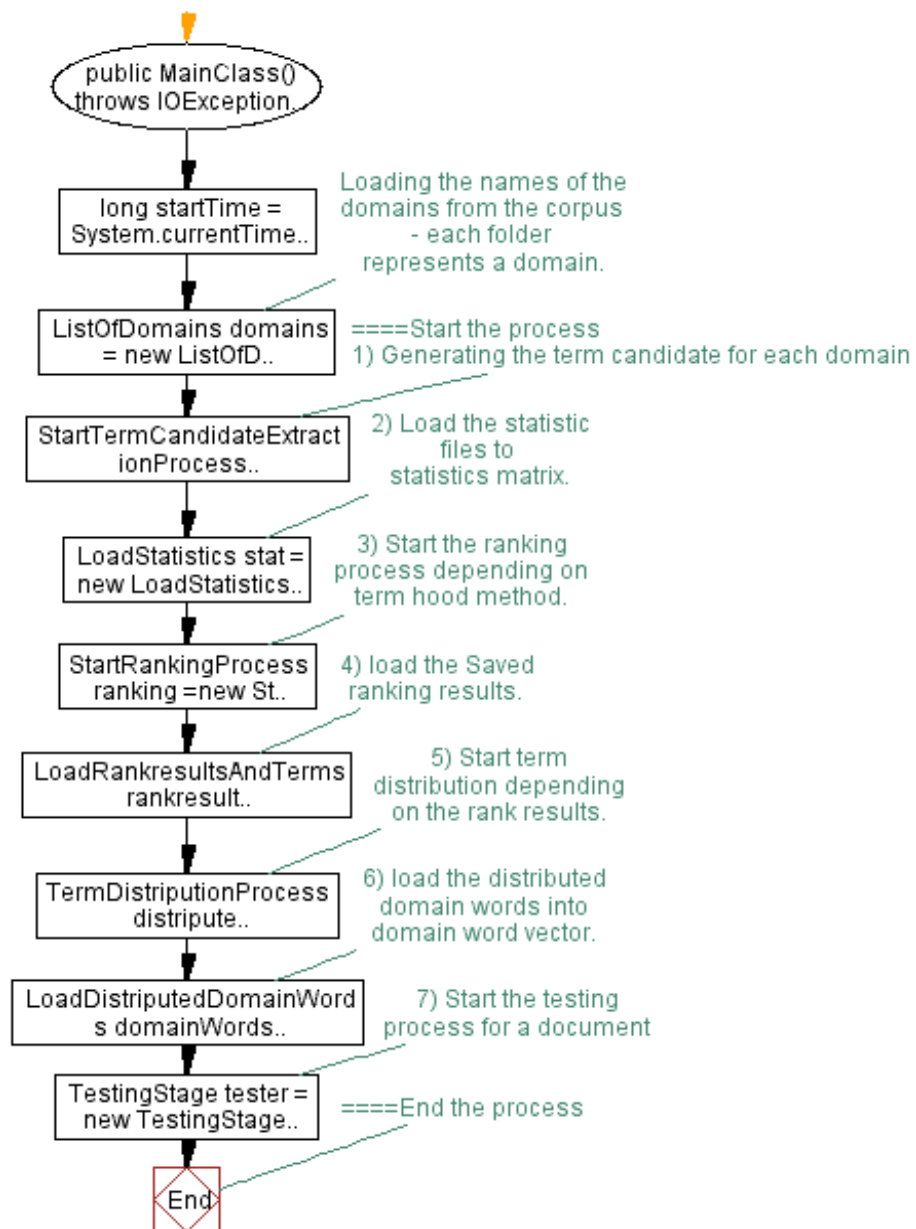 public MainClass()
throws IOException..
long startTime =
System.currentTime..
Loading the names of the
domains from the corpus
- each folder
represents a domain.
ListOfDomains domains
= new ListOfD..
====Start the process
1) Generating the term candidate for each domain
StartTermCandidateExtract
ionProcess..
2) Load the statistic
files to
statistics matrix.
LoadStatistics stat =
new LoadStatistics..
3) Start the ranking
process depending on
term hood method.
StartRankingProcess
ranking =new St..
4) load the Saved
ranking results.
LoadRankresultsAndTerms
rankresult..
5) Start term
distribution depending
on the rank results.
TermDistriputionProcess
distripute..
6) load the distributed
domain words into
domain word vector.
LoadDistriputedDomainWord
s domainWords..
7) Start the testing
process for a document
TestingStage tester =
new TestingStage..
====End the process
End